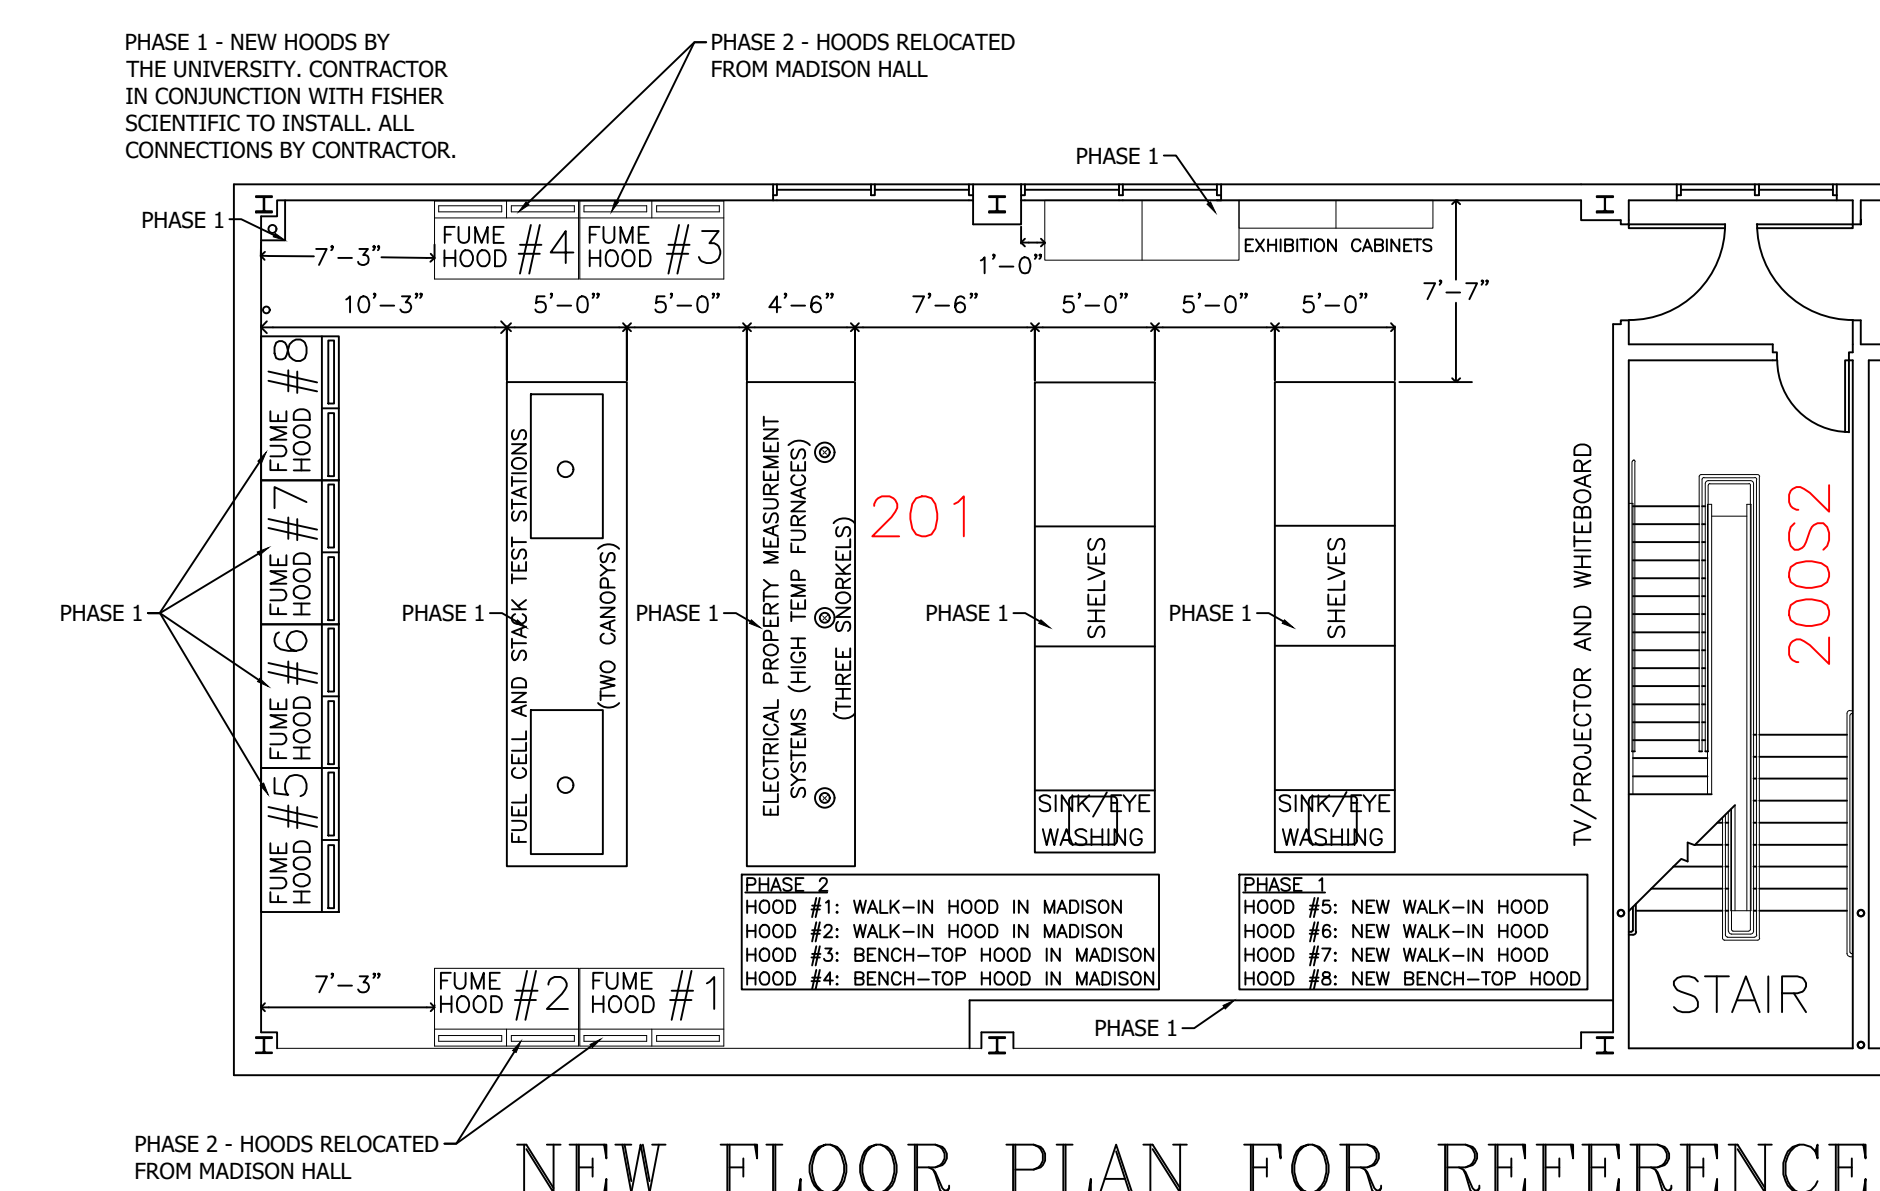 PHASE 1 - NEW HOODS BY
THE UNIVERSITY. CONTRACTOR
IN CONJUNCTION WITH FISHER
SCIENTIFIC TO INSTALL. ALL
CONNECTIONS BY CONTRACTOR.
PHASE 2 - HOODS RELOCATED
FROM MADISON HALL
PHASE 1
PHASE 1
7'-3"
FUME
HOOD #4
FUME
HOOD #3
1'-0"
EXHIBITION CABINETS
7'-7"
10'-3"
5'-0"
5'-0"
4'-6"
7'-6"
5'-0"
5'-0"
5'-0"
FUME
HOOD #8
FUME
HOOD #7
FUME
HOOD #6
FUME
HOOD #5
PHASE 1
PHASE 1
FUEL CELL AND STACK TEST STATIONS
(TWO CANOPYS)
PHASE 1
ELECTRICAL PROPERTY MEASUREMENT
SYSTEMS (HIGH TEMP FURNACES)
(THREE SNORKELS)
201
PHASE 1
SHELVES
PHASE 1
SHELVES
TV/PROJECTOR AND WHITEBOARD
200S2
SINK/EYE
WASHING
SINK/EYE
WASHING
PHASE 2
HOOD #1: WALK-IN HOOD IN MADISON
HOOD #2: WALK-IN HOOD IN MADISON
HOOD #3: BENCH-TOP HOOD IN MADISON
HOOD #4: BENCH-TOP HOOD IN MADISON
PHASE 1
HOOD #5: NEW WALK-IN HOOD
HOOD #6: NEW WALK-IN HOOD
HOOD #7: NEW WALK-IN HOOD
HOOD #8: NEW BENCH-TOP HOOD
7'-3"
FUME
HOOD #2
FUME
HOOD #1
PHASE 1
STAIR
PHASE 2 - HOODS RELOCATED
FROM MADISON HALL
NEW FLOOR PLAN FOR REFERENCE